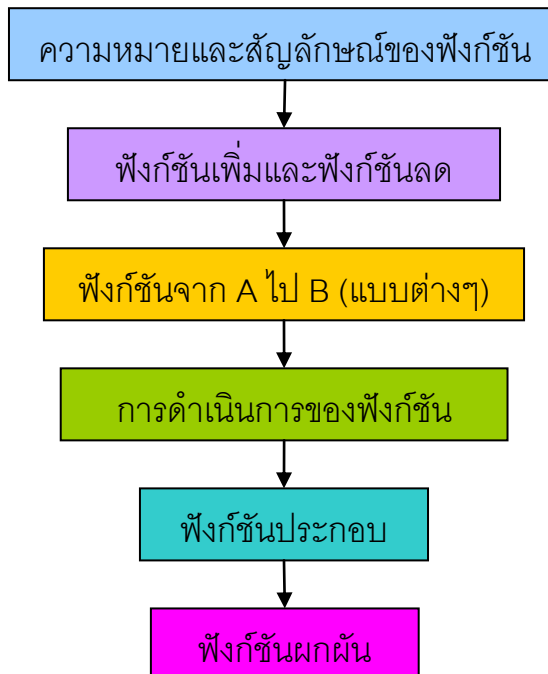 ความหมายและสัญลักษณ์ของฟังก์ชัน
ฟังก์ชันเพิ่มและฟังก์ชันลด
ฟังก์ชันจาก A ไป B (แบบต่างๆ)
การดำเนินการของฟังก์ชัน
ฟังก์ชันประกอบ
ฟังก์ชันผกผัน